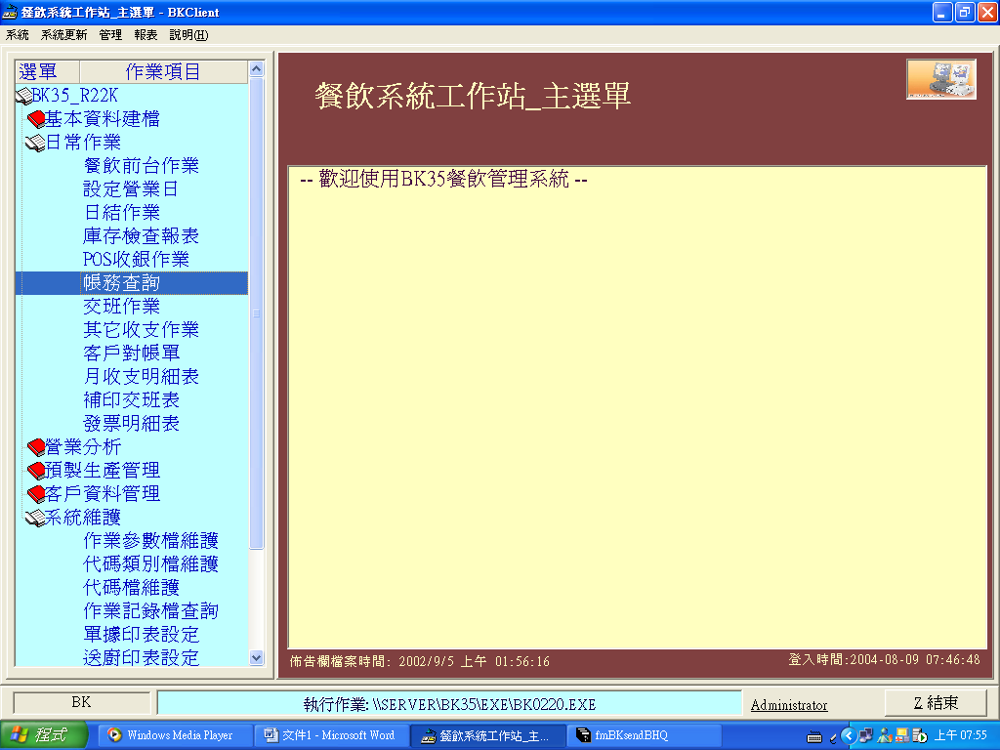 餐飲系統工作站_主選單 - BKClient
系統 系統更新 管理 報表 說明(H)
選單 作業項目
BK35_R22K
基本資料建檔
日常作業
餐飲前台作業
設定營業日
日結作業
庫存檢查報表
POS收銀作業
帳務查詢
交班作業
其它收支作業
客戶對帳單
月收支明細表
補印交班表
發票明細表
營業分析
預製生產管理
客戶資料管理
系統維護
作業參數檔維護
代碼類別檔維護
代碼檔維護
作業記錄檔查詢
單據印表設定
送廚印表設定
餐飲系統工作站_主選單
-- 歡迎使用BK35餐飲管理系統 --
佈告欄檔案時間: 2002/9/5 上午 01:56:16
登入時間:2004-08-09 07:46:48
BK
執行作業: \\SERVER\BK35\EXE\BK0220.EXE
Administrator
Z 結束
程式
Windows Media Player
文件1 - Microsoft Word
餐飲系統工作站_主...
fmBKsendBHQ
上午 07:55